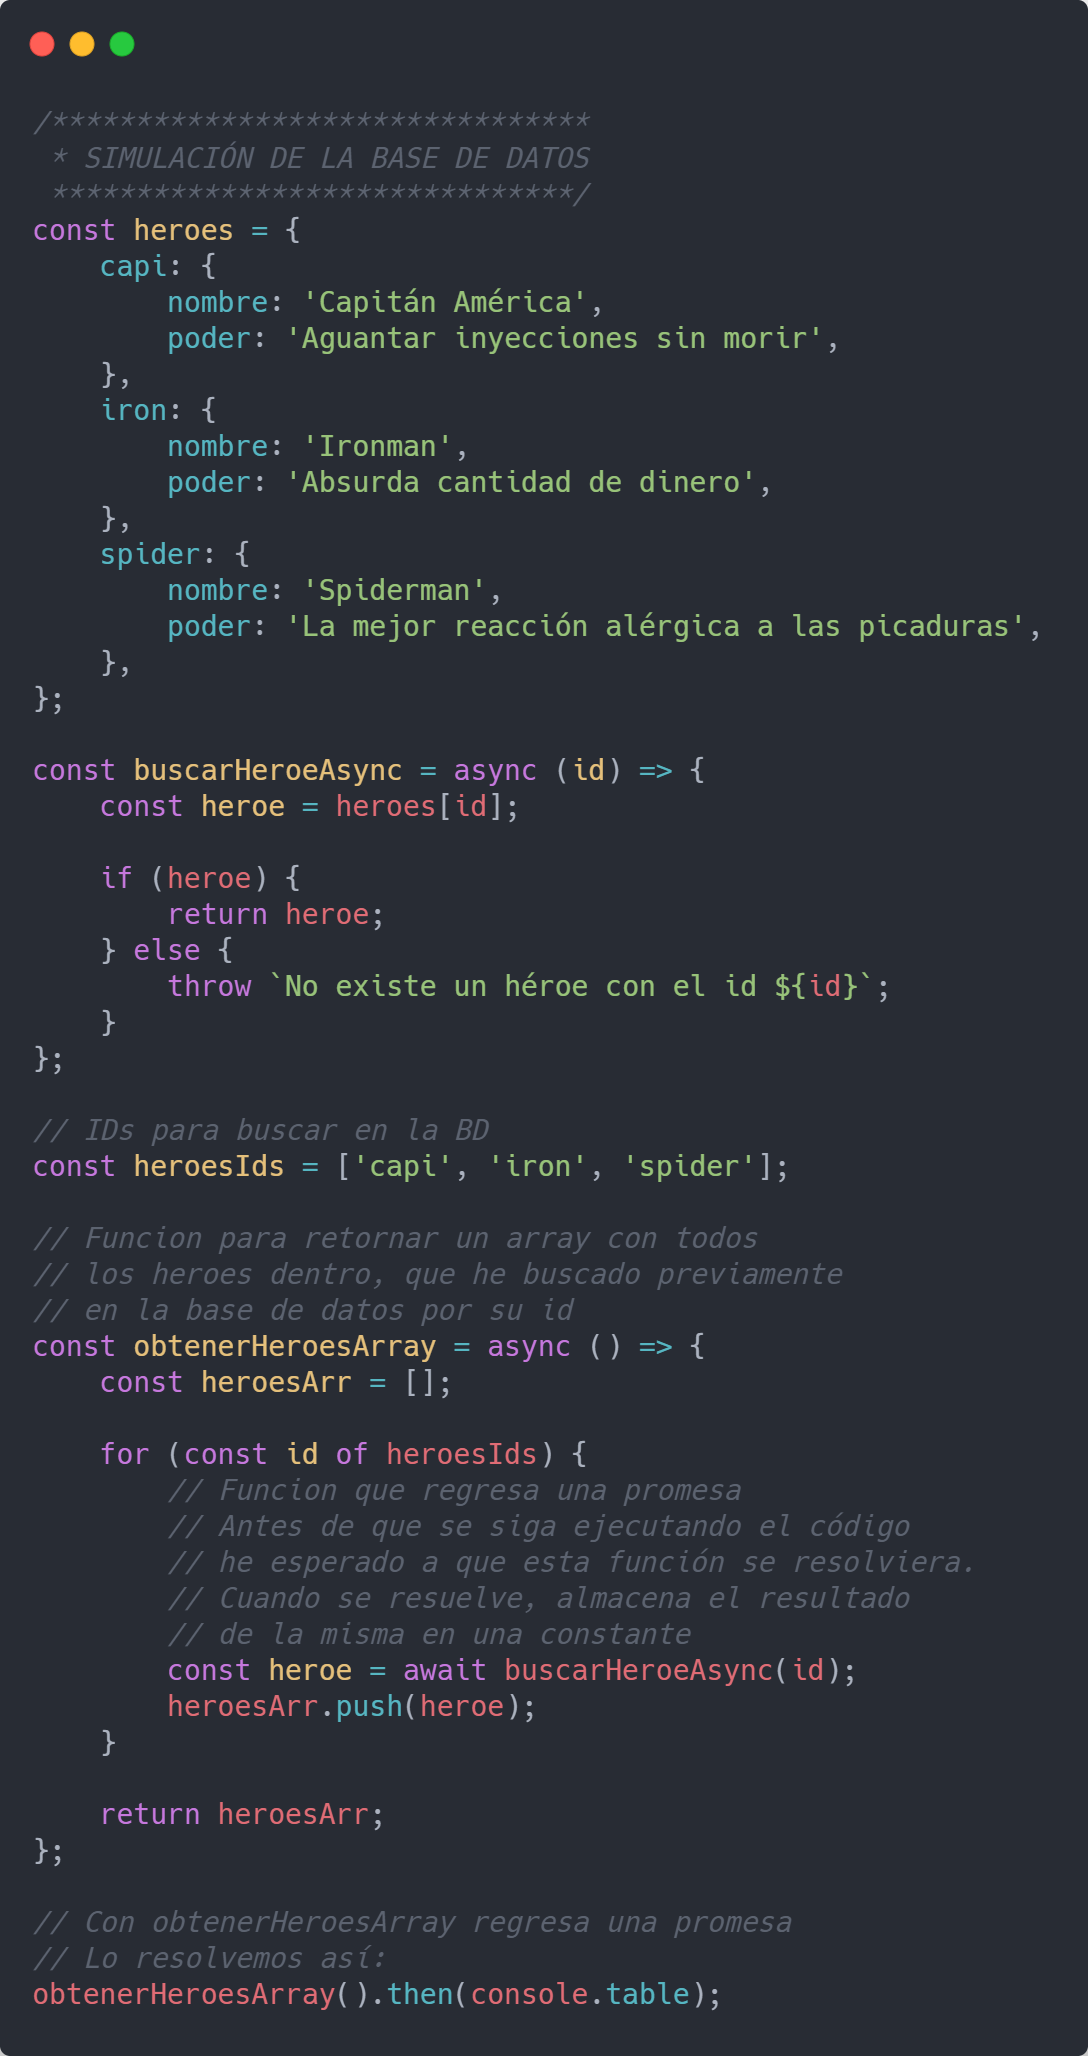 /********************************
 * SIMULACIÓN DE LA BASE DE DATOS
 *******************************/
const heroes = {
    capi: {
        nombre: 'Capitán América',
        poder: 'Aguantar inyecciones sin morir',
    },
    iron: {
        nombre: 'Ironman',
        poder: 'Absurda cantidad de dinero',
    },
    spider: {
        nombre: 'Spiderman',
        poder: 'La mejor reacción alérgica a las picaduras',
    },
};

const buscarHeroeAsync = async (id) => {
    const heroe = heroes[id];

    if (heroe) {
        return heroe;
    } else {
        throw `No existe un héroe con el id ${id}`;
    }
};

// IDs para buscar en la BD
const heroesIds = ['capi', 'iron', 'spider'];

// Funcion para retornar un array con todos
// los heroes dentro, que he buscado previamente
// en la base de datos por su id
const obtenerHeroesArray = async () => {
    const heroesArr = [];

    for (const id of heroesIds) {
        // Funcion que regresa una promesa
        // Antes de que se siga ejecutando el código
        // he esperado a que esta función se resolviera.
        // Cuando se resuelve, almacena el resultado
        // de la misma en una constante
        const heroe = await buscarHeroeAsync(id);
        heroesArr.push(heroe);
    }

    return heroesArr;
};

// Con obtenerHeroesArray regresa una promesa
// Lo resolvemos así:
obtenerHeroesArray().then(console.table);